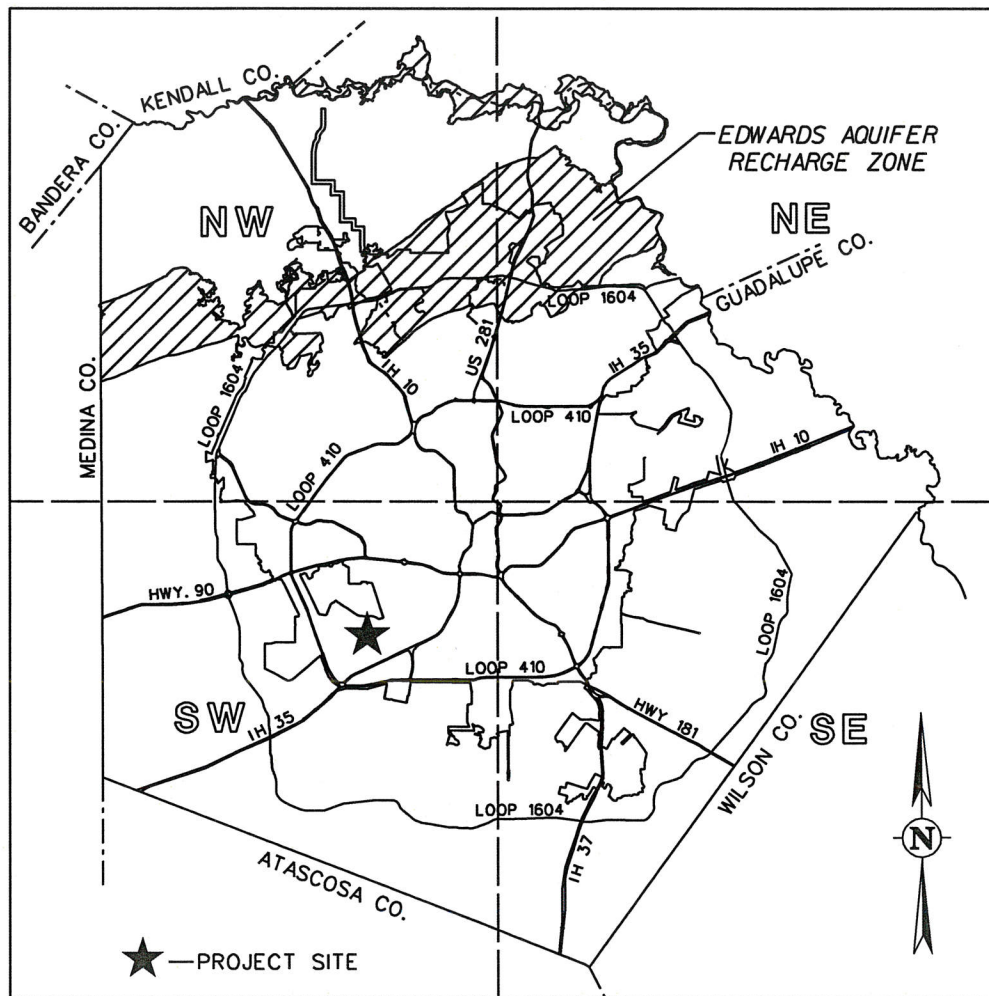 KENDALL CO.
BANDERA CO.
EDWARDS AQUIFER
RECHARGE ZONE
NW
NE
GUADALUPE CO.
LOOP 1604
US 281
IH 35
MEDINA CO.
LOOP 1604
IH 10
LOOP 410
LOOP 410
IH 10
HWY. 90
LOOP 1604
LOOP 410
SW
IH 35
HWY 181
SE
WILSON CO.
LOOP 1604
IH 37
N
ATASCOSA CO.
—PROJECT SITE